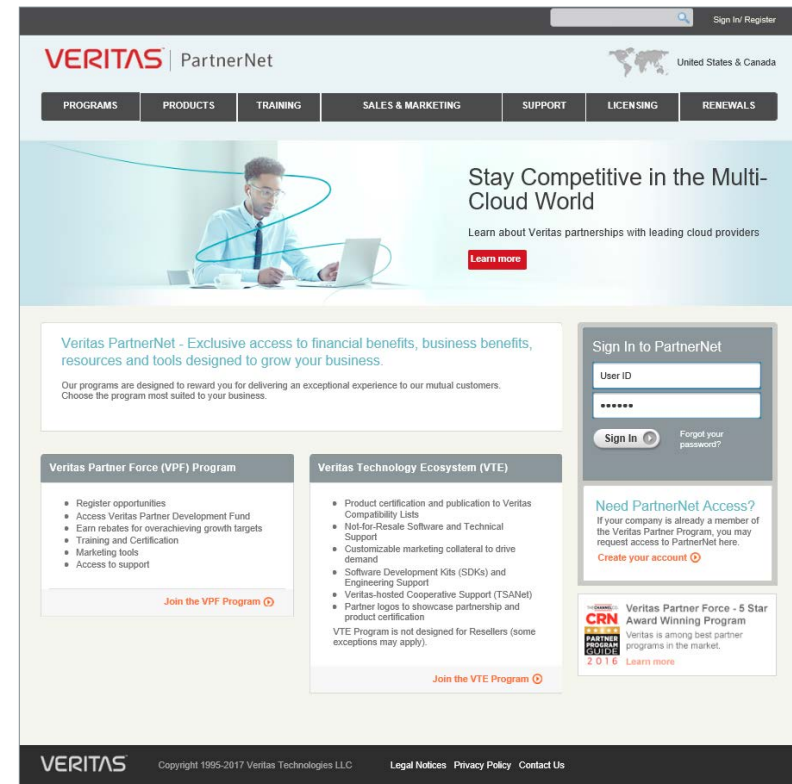 Sign In/ Register
VERITAS | PartnerNet
United States & Canada
PROGRAMS PRODUCTS TRAINING SALES & MARKETING SUPPORT LICENSING RENEWALS
Stay Competitive in the Multi-
Cloud World
Learn about Veritas partnerships with leading cloud providers
Learn more
Veritas PartnerNet - Exclusive access to financial benefits, business benefits,
resources and tools designed to grow your business.
Our programs are designed to reward you for delivering an exceptional experience to our mutual customers.
Choose the program most suited to your business.
Sign In to PartnerNet
User ID
••••••
Sign In
Forgot your
password?
Veritas Partner Force (VPF) Program
• Register opportunities
• Access Veritas Partner Development Fund
• Earn rebates for overachieving growth targets
• Training and Certification
• Marketing tools
• Access to support
Join the VPF Program
Veritas Technology Ecosystem (VTE)
• Product certification and publication to Veritas
Compatibility Lists
• Not-for-Resale Software and Technical
Support
• Customizable marketing collateral to drive
demand
• Software Development Kits (SDKs) and
Engineering Support
• Veritas-hosted Cooperative Support (TSANet)
• Partner logos to showcase partnership and
product certification
VTE Program is not designed for Resellers (some
exceptions may apply).
Join the VTE Program
Need PartnerNet Access?
If your company is already a member of
the Veritas Partner Program, you may
request access to PartnerNet here.
Create your account
CRN
PARTNER
PROGRAM
GUIDE
2016
Veritas Partner Force - 5 Star
Award Winning Program
Veritas is among best partner
programs in the market.
Learn more
VERITAS
Copyright 1995-2017 Veritas Technologies LLC
Legal Notices Privacy Policy Contact Us